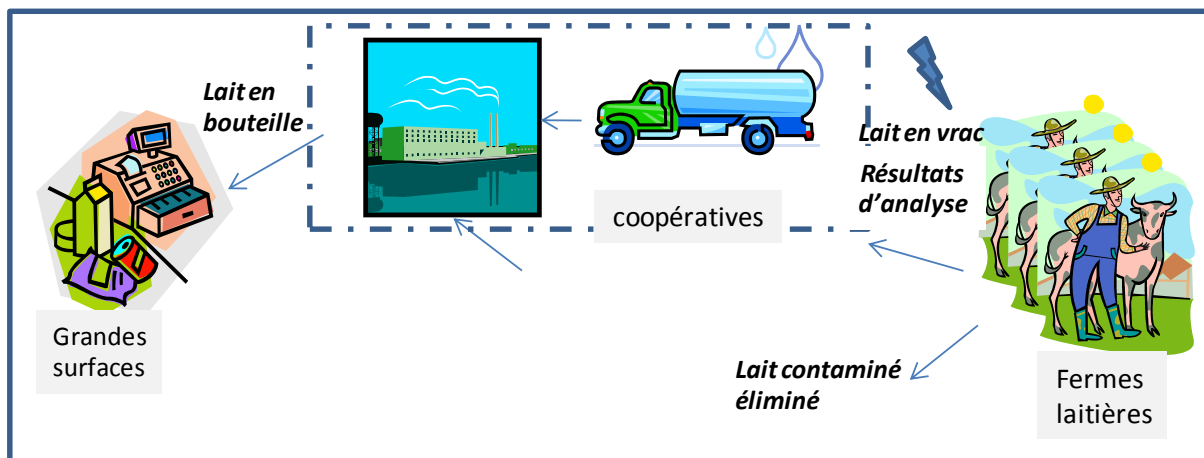 Lait en
bouteille
coopératives
Lait en vrac
Résultats
d'analyse
Grandes
surfaces
Lait contaminé
éliminé
Fermes
laitières